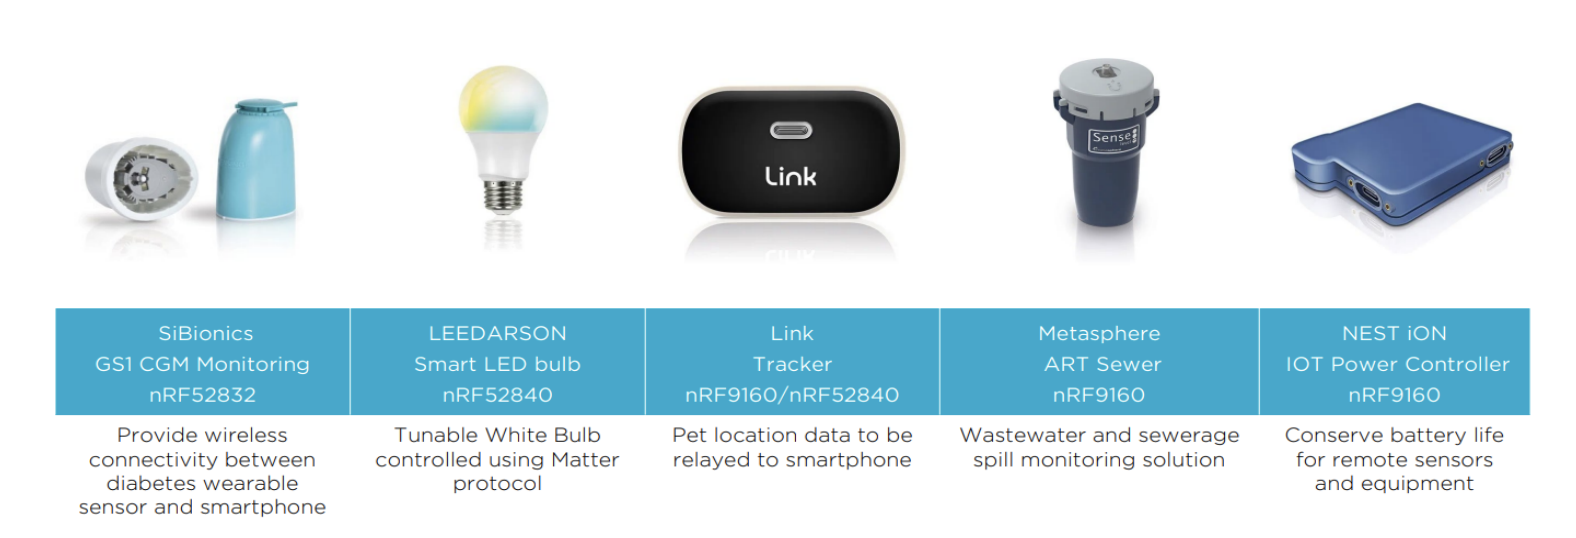 Link
Sense
SiBionics
GS1 CGM Monitoring
nRF52832
LEEDARSON
Smart LED bulb
nRF52840
Link
Tracker
nRF9160/nRF52840
Metasphere
ART Sewer
nRF9160
NEST iON
IOT Power Controller
nRF9160
Provide wireless
connectivity between
diabetes wearable
sensor and smartphone
Tunable White Bulb
controlled using Matter
protocol
Pet location data to be
relayed to smartphone
Wastewater and sewerage
spill monitoring solution
Conserve battery life
for remote sensors
and equipment